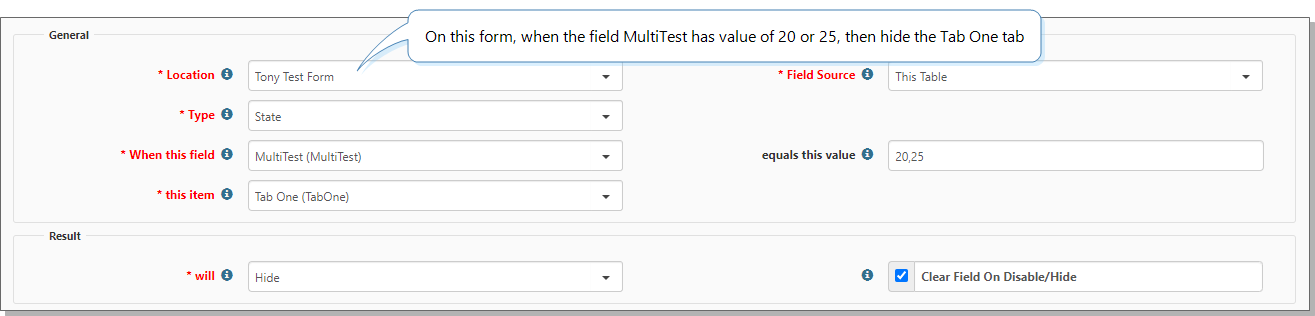 On this form, when the field MultiTest has value of 20 or 25, then hide the Tab One tab
General
* Location Tony Test Form * Field Source This Table
* Type State
* When this field MultiTest (MultiTest) equals this value 20,25
* this item Tab One (TabOne)
Result
* will Hide Clear Field On Disable/Hide